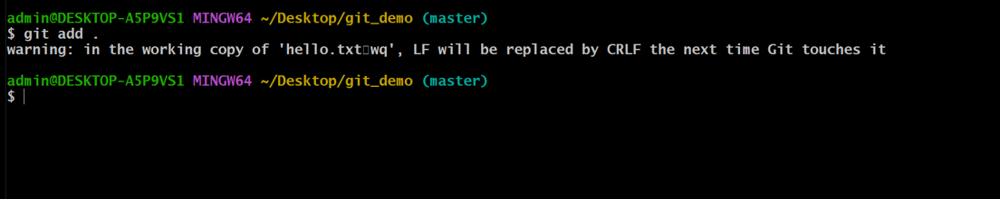 admin@DESKTOP-A5P9VS1 MINGW64 ~/Desktop/git_demo (master)
$ git add .
warning: in the working copy of 'hello.txt▯wq', LF will be replaced by CRLF the next time Git touches it
admin@DESKTOP-A5P9VS1 MINGW64 ~/Desktop/git_demo (master)
$